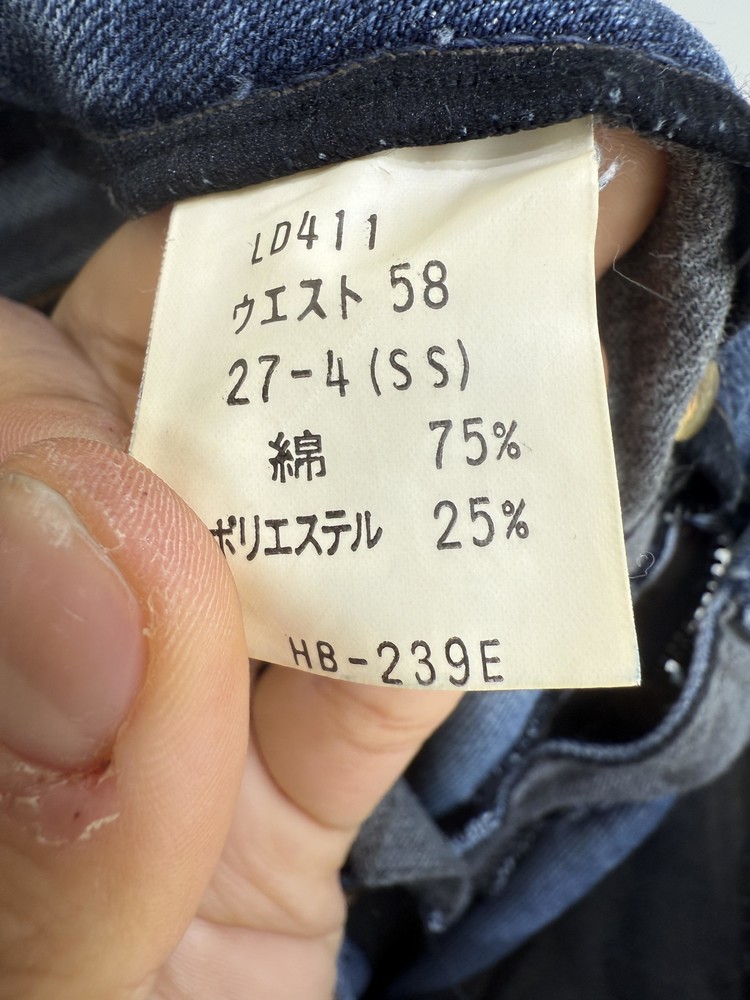 LD411
ウエスト 58
27-4(SS)
綿 75%
ポリエステル 25%
HB-239E